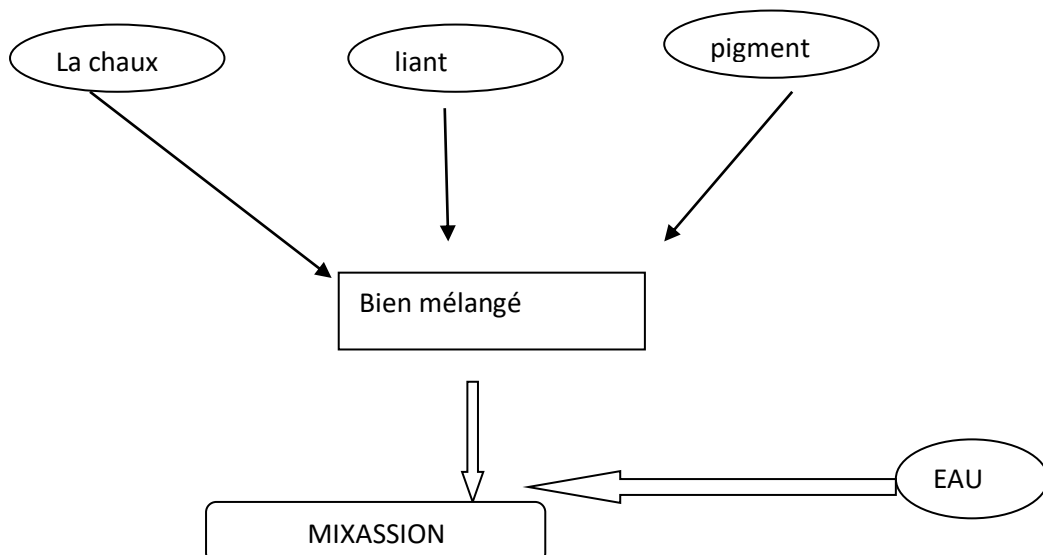 La chaux
liant
pigment
Bien mélangé
EAU
MIXASSION